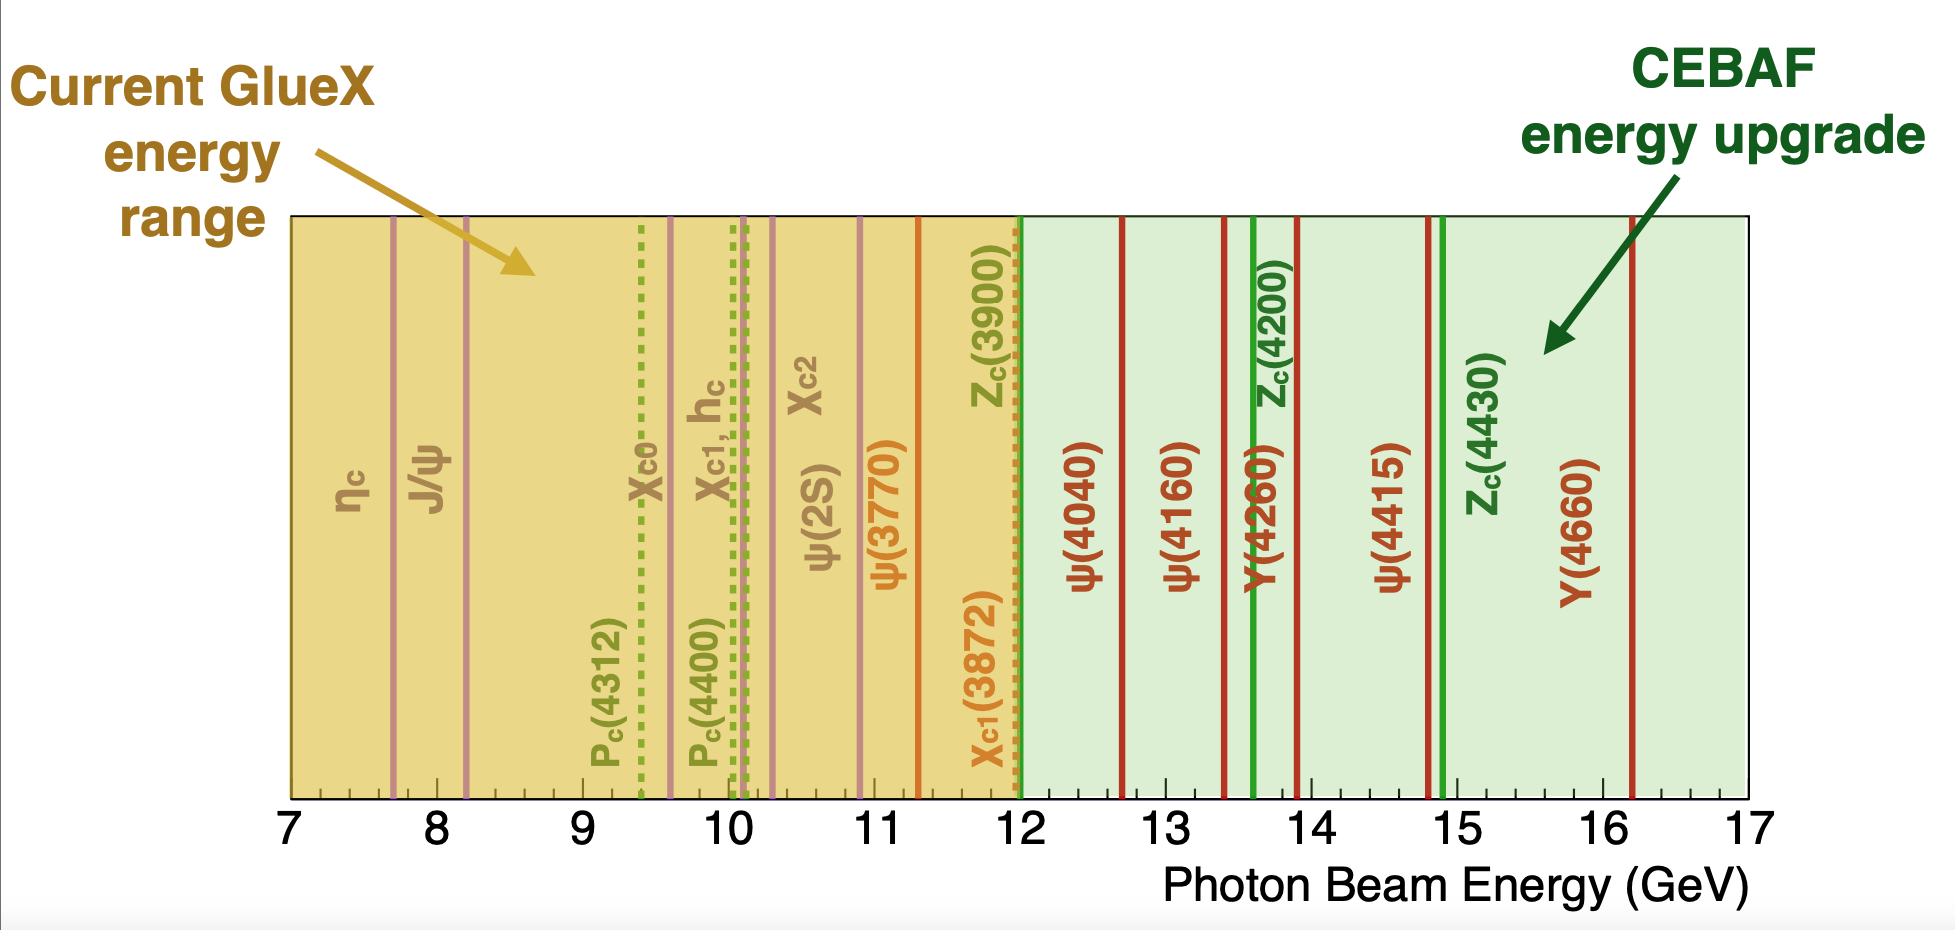 Current GlueX
energy
range
CEBAF
energy upgrade
ηc
J/ψ
Pc(4312)
χc0
Pc(4400)
χc1, hc
χc2
ψ(2S)
ψ(3770)
Zc(3900)
χc1(3872)
ψ(4040)
ψ(4160)
Y(4260)
Zc(4200)
ψ(4415)
Zc(4430)
Y(4660)
7 8 9 10 11 12 13 14 15 16 17
Photon Beam Energy (GeV)